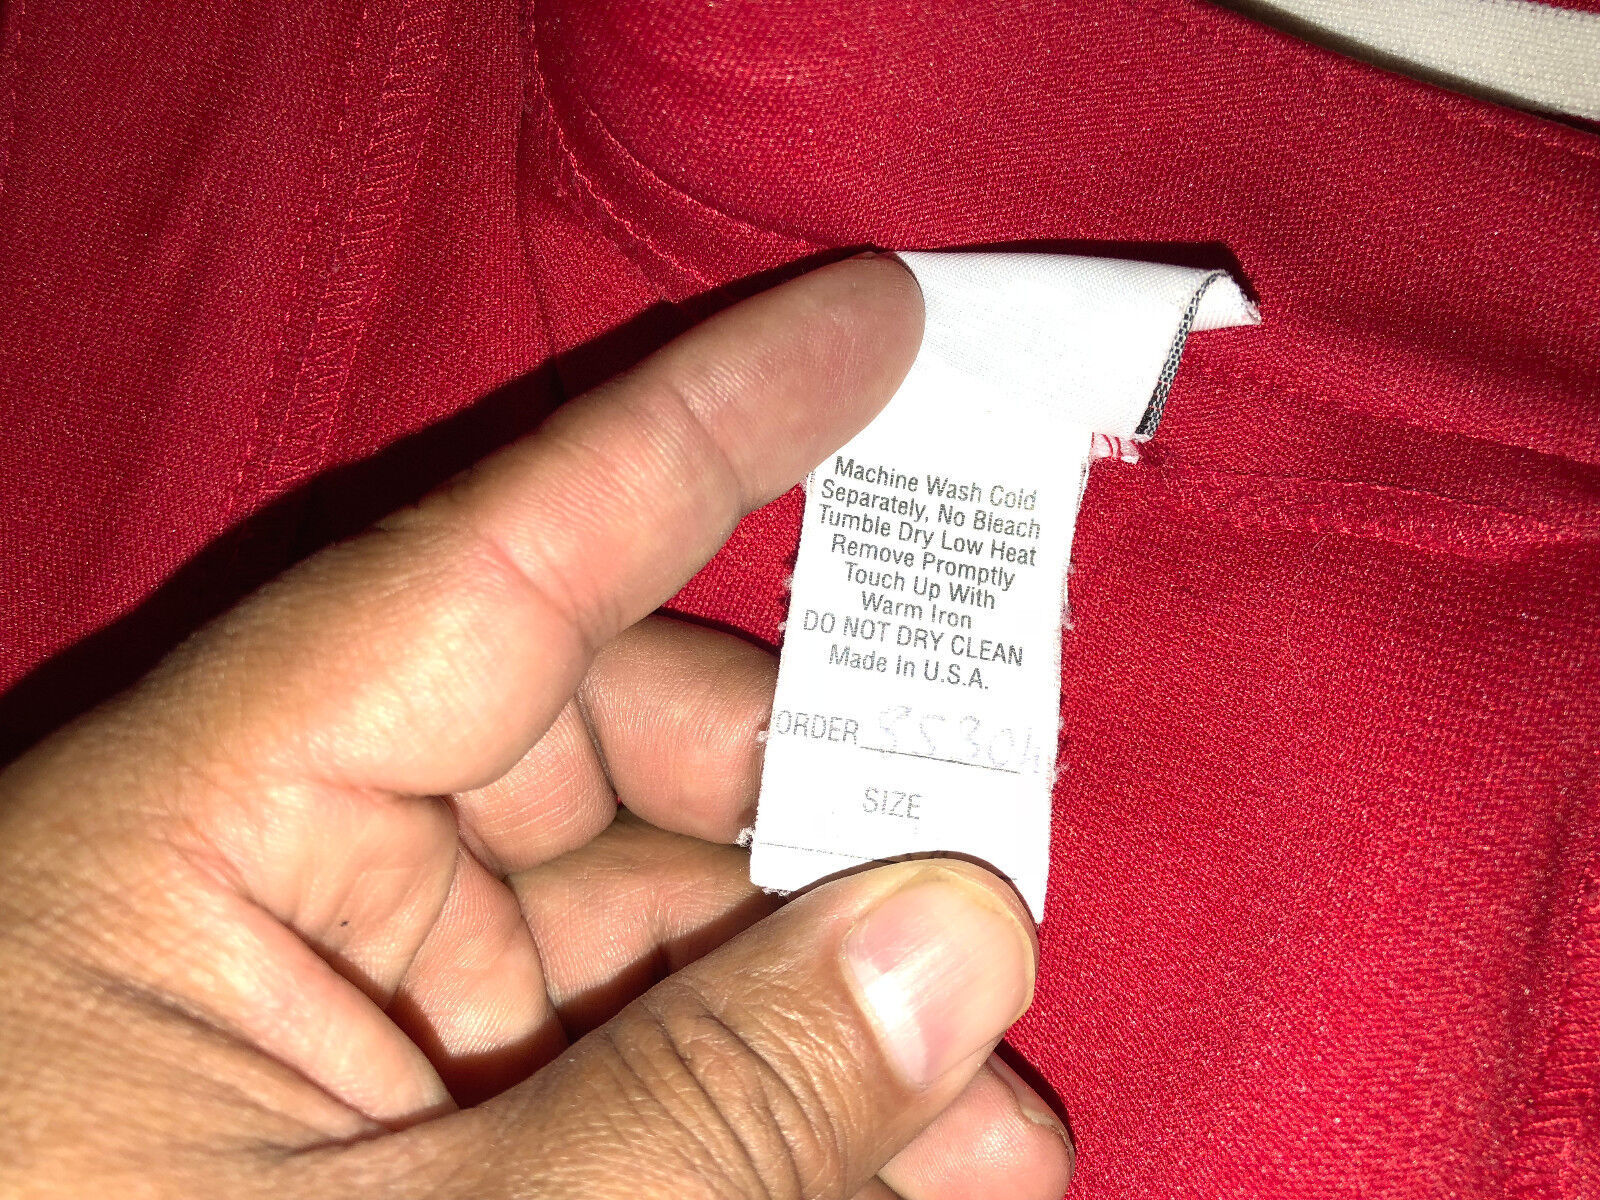 Machine Wash Cold
Separately, No Bleach
Tumble Dry Low Heat
Remove Promptly
Touch Up With
Warm Iron
DO NOT DRY CLEAN
Made In U.S.A.
ORDER
SIZE